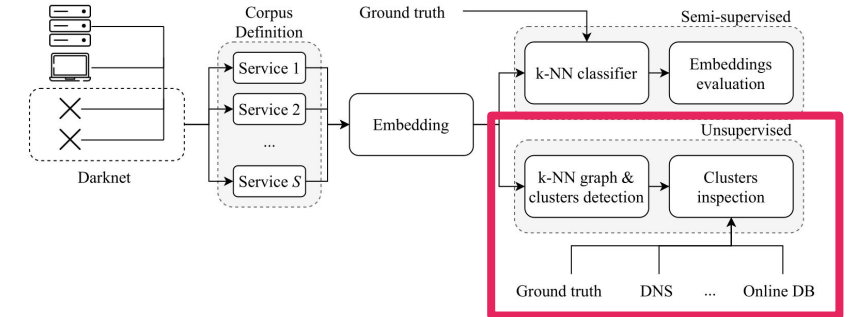 Corpus
Definition
Ground truth
Semi-supervised
Service 1
Service 2
...
Service S
Embedding
k-NN classifier
Embeddings
evaluation
Darknet
Unsupervised
k-NN graph &
clusters detection
Clusters
inspection
Ground truth
DNS
...
Online DB